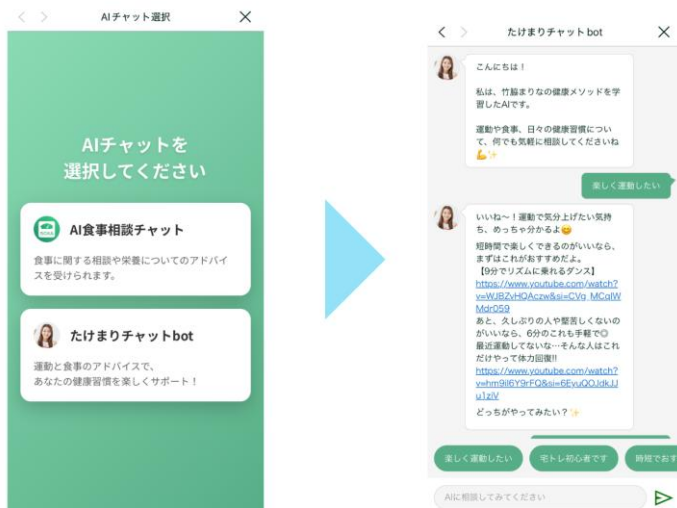 AIチャット選択
AIチャットを
選択してください
AI食事相談チャット
食事に関する相談や栄養についてのアドバイ
スを受けられます。
たけまりチャットbot
運動と食事のアドバイスで、
あなたの健康習慣を楽しくサポート！
たけまりチャット bot
こんにちは！
私は、竹脇まりなの健康メソッドを学
習したAIです。
運動や食事、日々の健康習慣につい
て、何でも気軽に相談してくださいね
💪✨
楽しく運動したい
いいね～！運動で気分上げたい気持
ち、めっちゃ分かるよ😊
短時間で楽しくできるのがいいなら、
まずはこれがおすすめだよ。
【9分でリズムに乗れるダンス】
https://www.youtube.com/watch?
v=WJBZvHQAczw&si=CVg_MCqlW
Mdr059
あと、久しぶりの人や堅苦しくないの
がいいなら、6分のこれも手軽で◎
最近運動してないな…そんな人はこれ
だけやって体力回復!!
https://www.youtube.com/watch?
v=hm9iI6Y9rFQ&si=6EyuQOJdkJJ
u1ziV
どっちがやってみたい？✨
楽しく運動したい
宅トレ初心者です
時短でおす
AIに相談してみてください